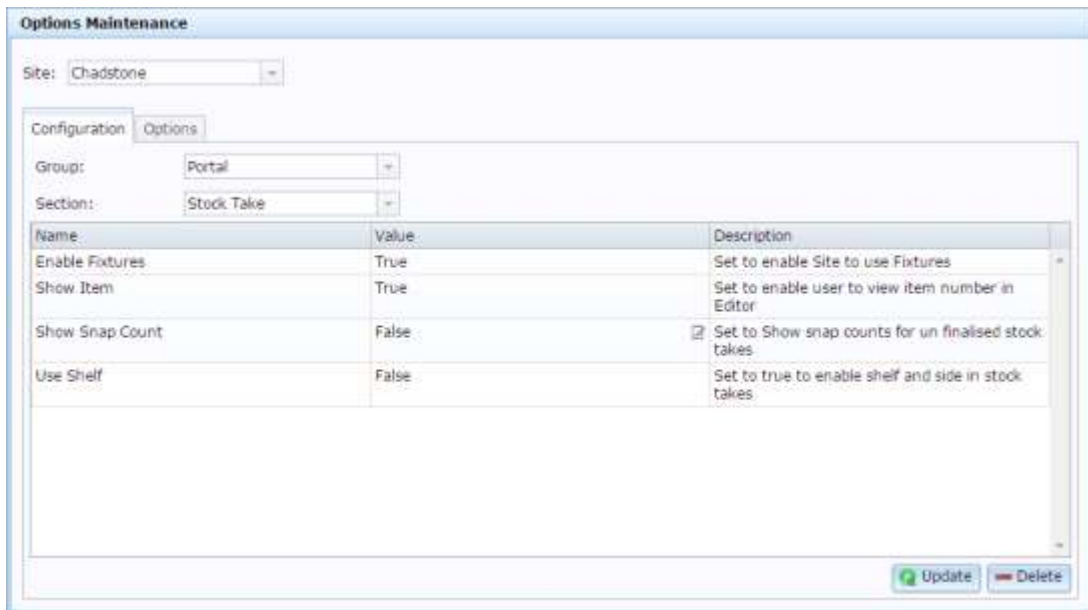 Options Maintenance
Site: Chadstone
Configuration Options
Group: Portal
Section: Stock Take
Name Value Description
Enable Fixtures True Set to enable Site to use Fixtures
Show Item True Set to enable user to view item number in
Editor
Show Snap Count False Set to Show snap counts for un finalised stock
takes
Use Shelf False Set to true to enable shelf and side in stock
takes
Update Delete